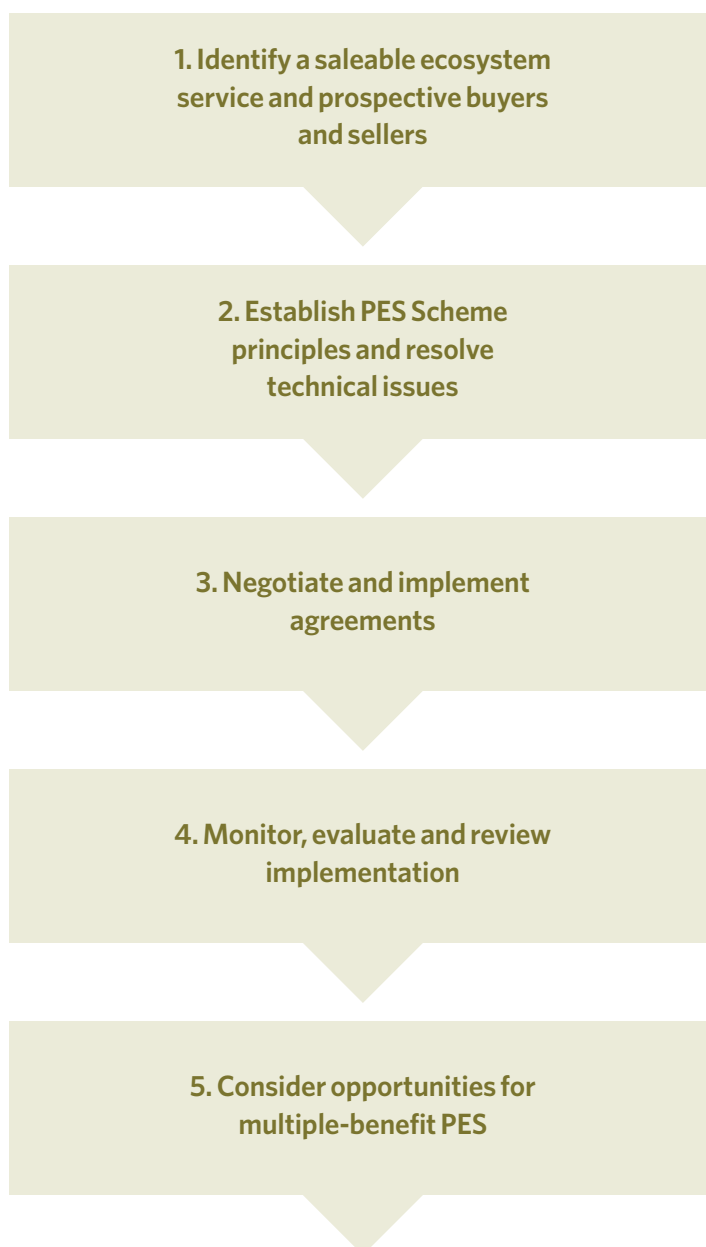 1. Identify a saleable ecosystem
service and prospective buyers
and sellers
2. Establish PES Scheme
principles and resolve
technical issues
3. Negotiate and implement
agreements
4. Monitor, evaluate and review
implementation
5. Consider opportunities for
multiple-benefit PES